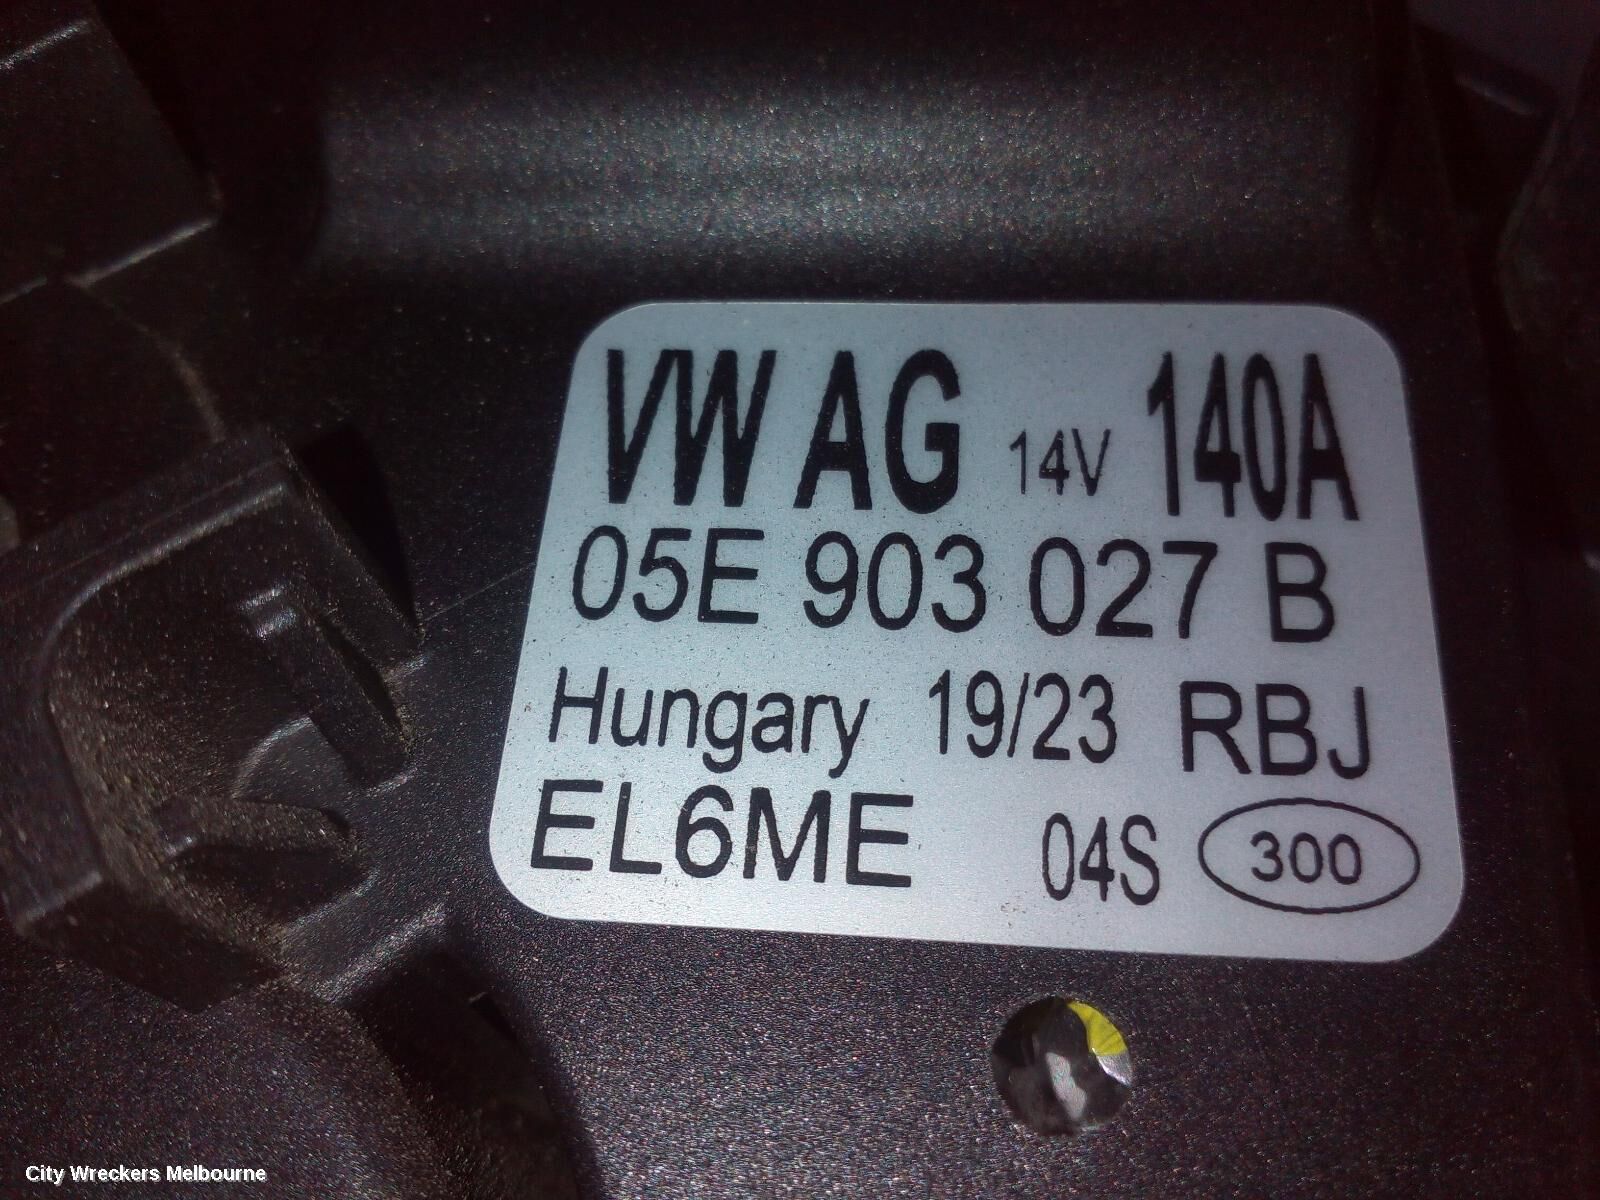 VW AG 14V 140A
05E 903 027 B
Hungary 19/23 RBJ
EL6ME 04S 300
City Wreckers Melbourne